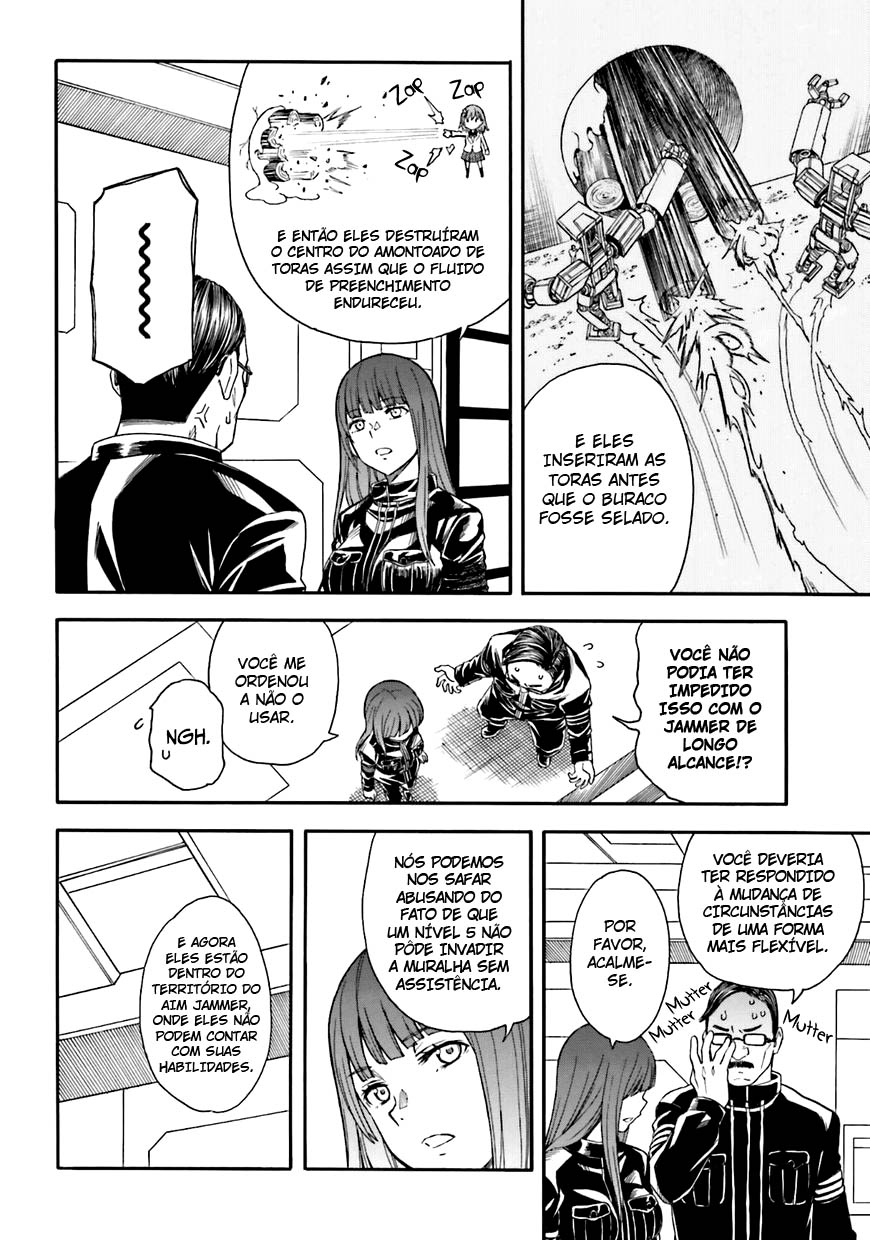 E ELES
INSERIRAM AS
TORAS ANTES
QUE O BURACO
FOSSE SELADO.
Zap
Zap
Zap
E ENTÃO ELES DESTRUÍRAM
O CENTRO DO AMONTOADO DE
TORAS ASSIM QUE O FLUIDO
DE PREENCHIMENTO
ENDURECEU.
VOCÊ NÃO
PODIA TER
IMPEDIDO
ISSO COM O
JAMMER DE
LONGO
ALCANCE!?
VOCÊ ME
ORDENOU
A NÃO O
USAR.
NGH.
VOCÊ DEVERIA
TER RESPONDIDO
À MUDANÇA DE
CIRCUNSTÂNCIAS
DE UMA FORMA
MAIS FLEXÍVEL.
Mutter
Mutter
Mutter
POR
FAVOR,
ACALME-
SE.
NÓS PODEMOS
NOS SAFAR
ABUSANDO DO
FATO DE QUE
UM NÍVEL 5 NÃO
PÔDE INVADIR
A MURALHA SEM
ASSISTÊNCIA.
E AGORA
ELES ESTÃO
DENTRO DO
TERRITÓRIO DO
AIM JAMMER,
ONDE ELES NÃO
PODEM CONTAR
COM SUAS
HABILIDADES.